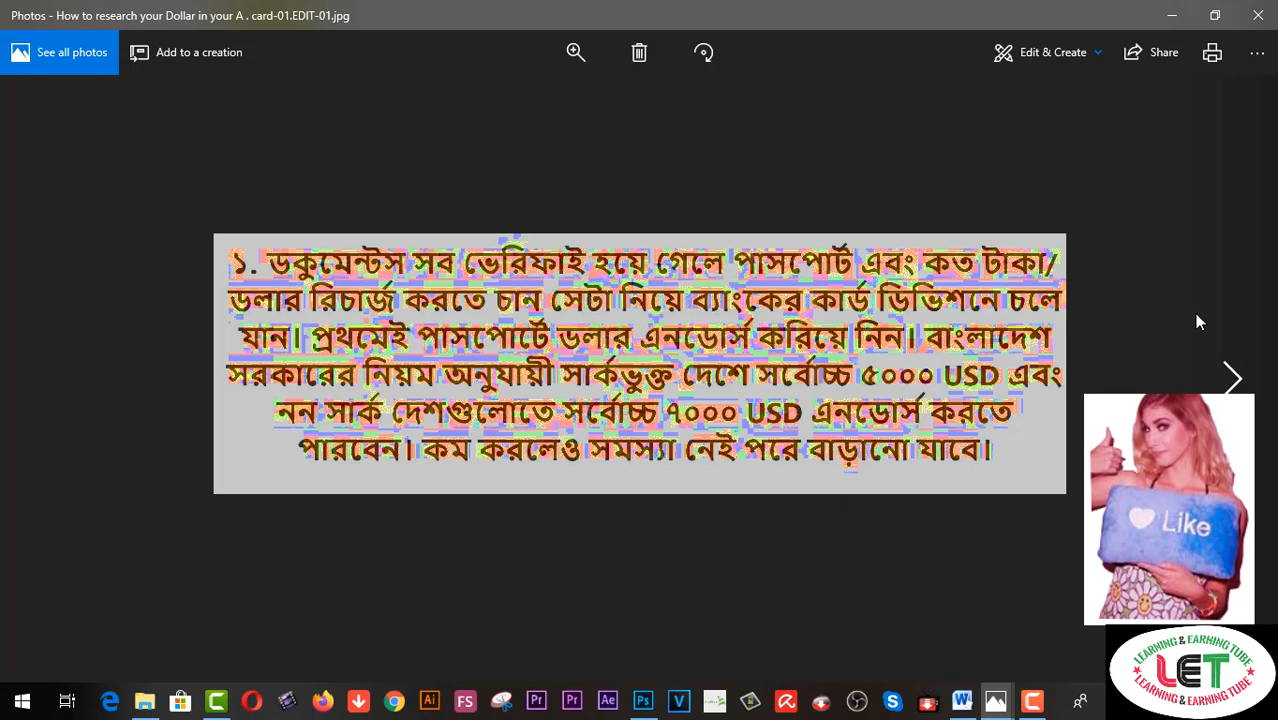 Photos - How to research your Dollar in your A . card-01.EDIT-01.jpg
See all photos
Add to a creation
Edit & Create
Share
১. ডকুমেন্টস সব ভেরিফাই হয়ে গেলে পাসপোর্ট এবং কত টাকা/
ডলার রিচার্জ করতে চান সেটা নিয়ে ব্যাংকের কার্ড ডিভিশনে চলে
যান। প্রথমেই পাসপোর্টে ডলার এনডোর্স করিয়ে নিন। বাংলাদেশ
সরকারের নিয়ম অনুযায়ী সার্কভুক্ত দেশে সর্বোচ্চ ৫০০০ USD এবং
নন সার্ক দেশগুলোতে সর্বোচ্চ ৭০০০ USD এনডোর্স করতে
পারবেন। কম করলেও সমস্যা নেই পরে বাড়ানো যাবে।
Like
LEARNING & EARNING TUBE
LET
LEARNING & EARNING TUBE